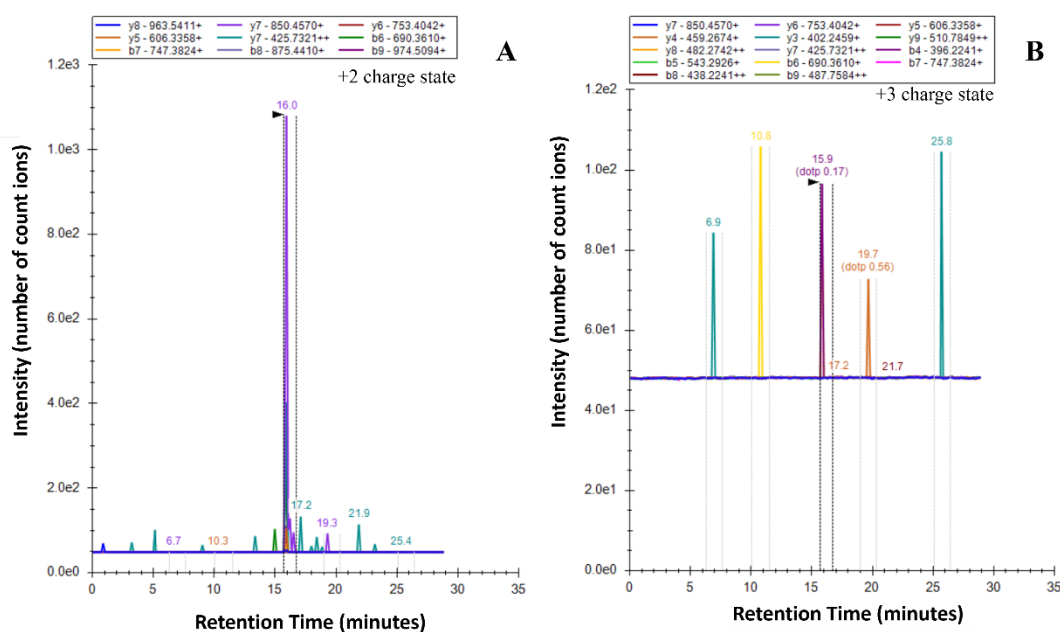 y8 - 963.5411+ y7 - 850.4570+ y6 - 753.4042+
y5 - 606.3358+ y7 - 425.7321++ b6 - 690.3610+
b7 - 747.3824+ b8 - 875.4410+ b9 - 974.5094+
+2 charge state
A
1.2e3
1.0e3
8.0e2
6.0e2
4.0e2
2.0e2
0.0e0
Intensity (number of count ions)
16.0
17.2
19.3
21.9
6.7
10.3
25.4
0 5 10 15 20 25 30 35
Retention Time (minutes)
y7 - 850.4570+ y6 - 753.4042+ y5 - 606.3358+
y4 - 459.2674+ y3 - 402.2459+ y9 - 510.7849++
y8 - 482.2742++ y7 - 425.7321++ b4 - 396.2241+
b5 - 543.2926+ b6 - 690.3610+ b7 - 747.3824+
b8 - 438.2241++ b9 - 487.7584++
+3 charge state
B
1.2e2
1.0e2
8.0e1
6.0e1
4.0e1
2.0e1
0.0e0
Intensity (number of count ions)
10.8
15.9
(dotp 0.17)
25.8
6.9
19.7
(dotp 0.56)
17.2
21.7
0 5 10 15 20 25 30 35
Retention Time (minutes)